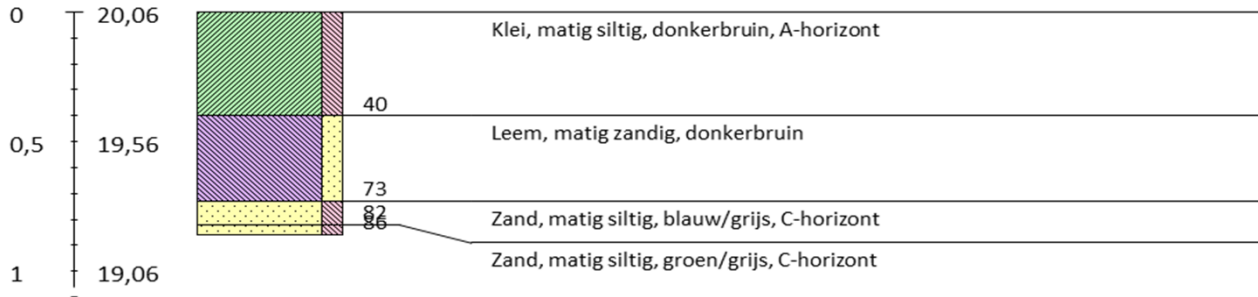 0 20,06
Klei, matig siltig, donkerbruin, A-horizont
40
0,5 19,56
Leem, matig zandig, donkerbruin
73
82
86
Zand, matig siltig, blauw/grijs, C-horizont
Zand, matig siltig, groen/grijs, C-horizont
1 19,06